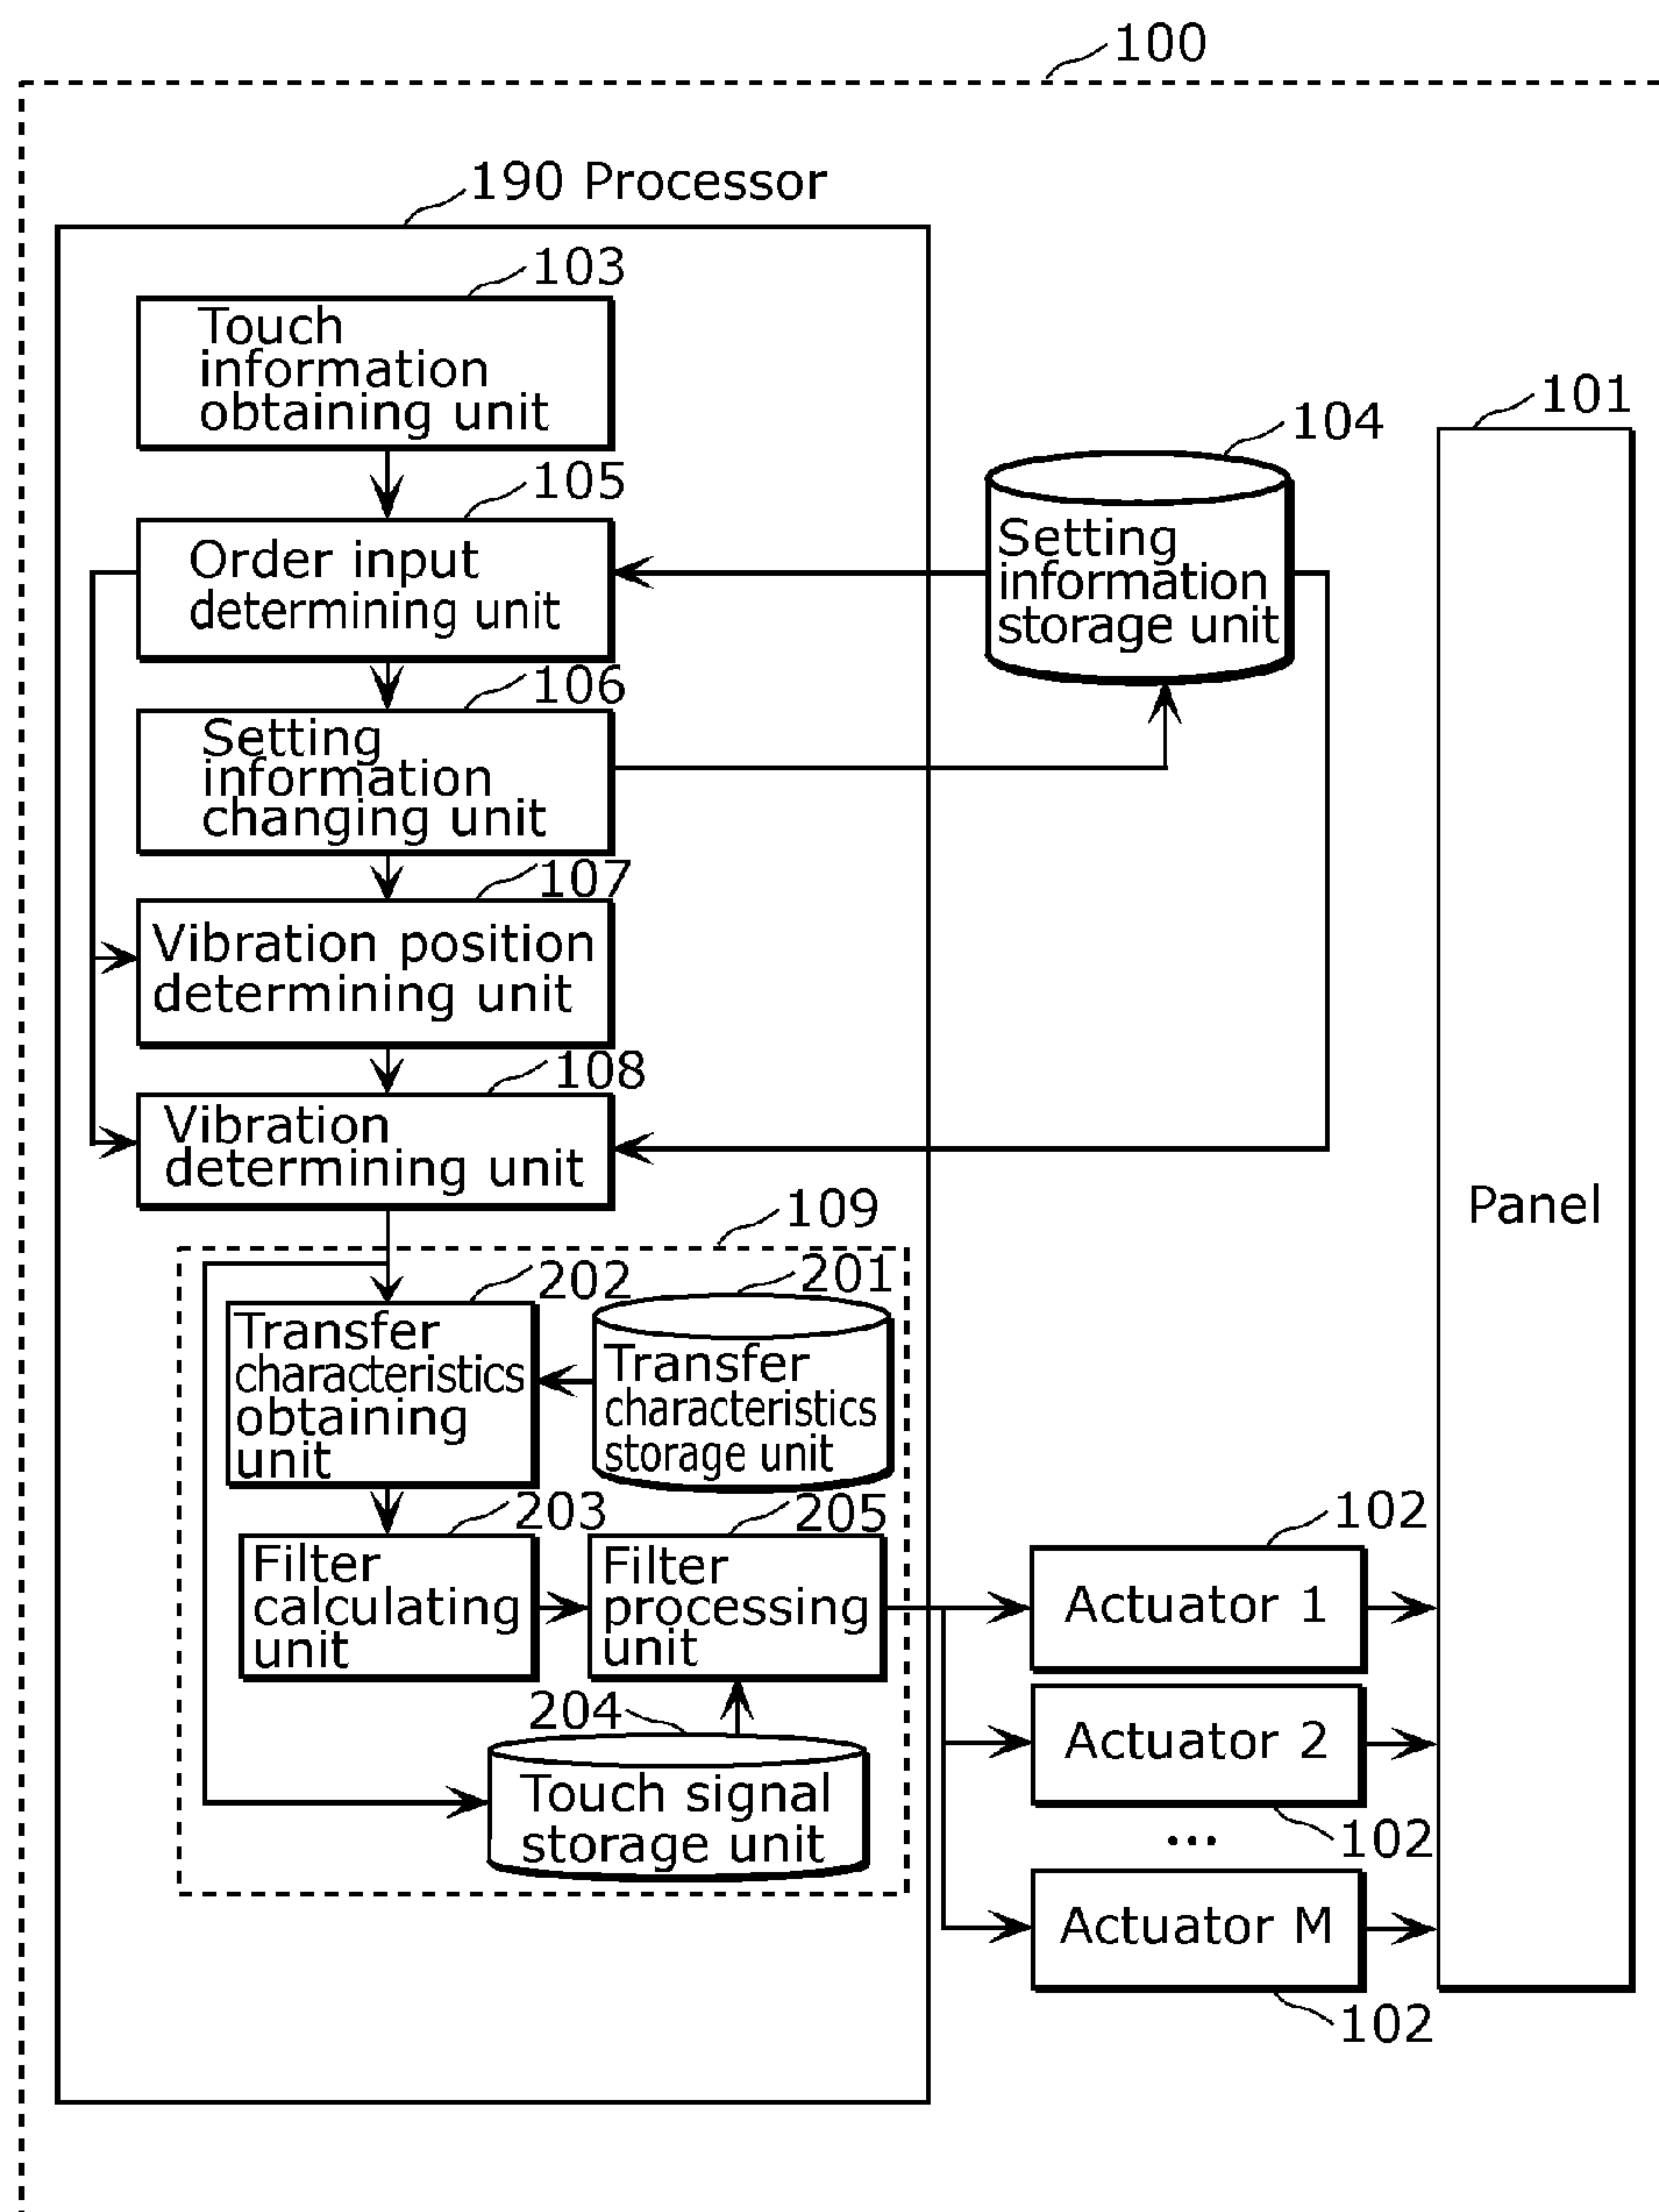 100
190 Processor
103
Touch
information
obtaining unit
105
Order input
determining unit
104
Setting
information
storage unit
101
Panel
106
Setting
information
changing unit
107
Vibration position
determining unit
108
Vibration
determining unit
109
202
Transfer
characteristics
obtaining
unit
201
Transfer
characteristics
storage unit
203
Filter
calculating
unit
205
Filter
processing
unit
204
Touch signal
storage unit
102
Actuator 1
Actuator 2
102
...
Actuator M
102